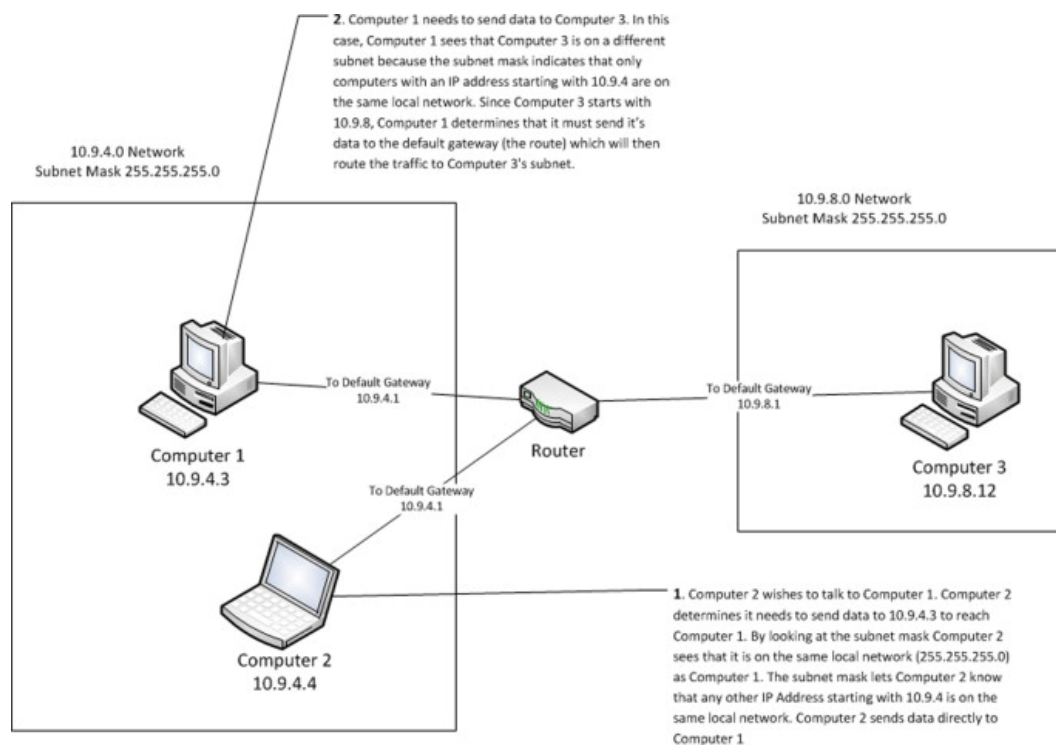 2. Computer 1 needs to send data to Computer 3. In this
case, Computer 1 sees that Computer 3 is on a different
subnet because the subnet mask indicates that only
computers with an IP address starting with 10.9.4 are on
the same local network. Since Computer 3 starts with
10.9.8, Computer 1 determines that it must send it's
data to the default gateway (the route) which will then
route the traffic to Computer 3's subnet.
10.9.4.0 Network
Subnet Mask 255.255.255.0
10.9.8.0 Network
Subnet Mask 255.255.255.0
To Default Gateway
10.9.4.1
To Default Gateway
10.9.8.1
Computer 1
10.9.4.3
Router
Computer 3
10.9.8.12
To Default Gateway
10.9.4.1
Computer 2
10.9.4.4
1. Computer 2 wishes to talk to Computer 1. Computer 2
determines it needs to send data to 10.9.4.3 to reach
Computer 1. By looking at the subnet mask Computer 2
sees that it is on the same local network (255.255.255.0)
as Computer 1. The subnet mask lets Computer 2 know
that any other IP Address starting with 10.9.4 is on the
same local network. Computer 2 sends data directly to
Computer 1